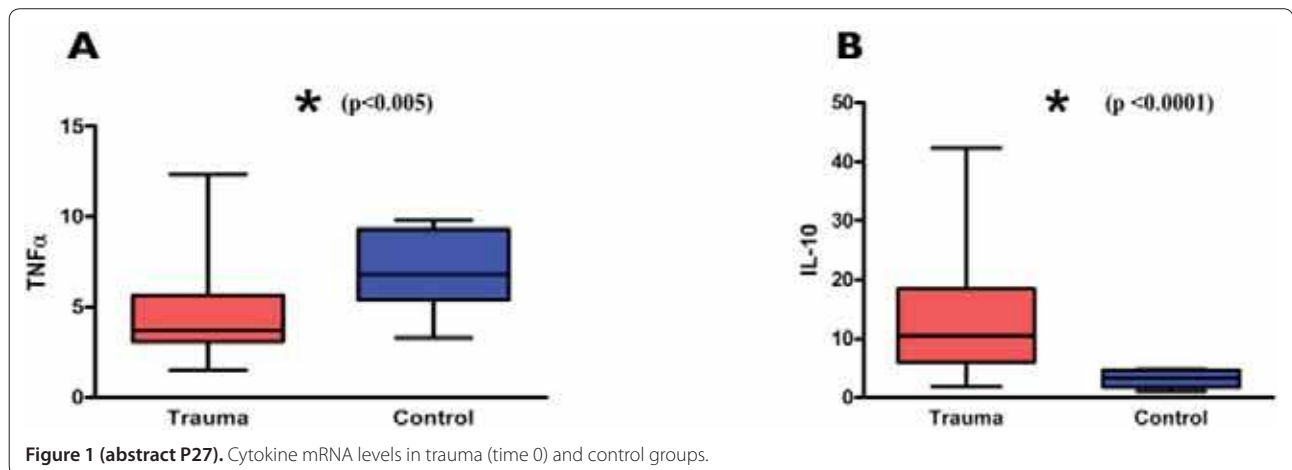 A
* (p<0.005)
TNFα
15
10
5
0
Trauma
Control
B
* (p <0.0001)
IL-10
50
40
30
20
10
0
Trauma
Control
Figure 1 (abstract P27). Cytokine mRNA levels in trauma (time 0) and control groups.